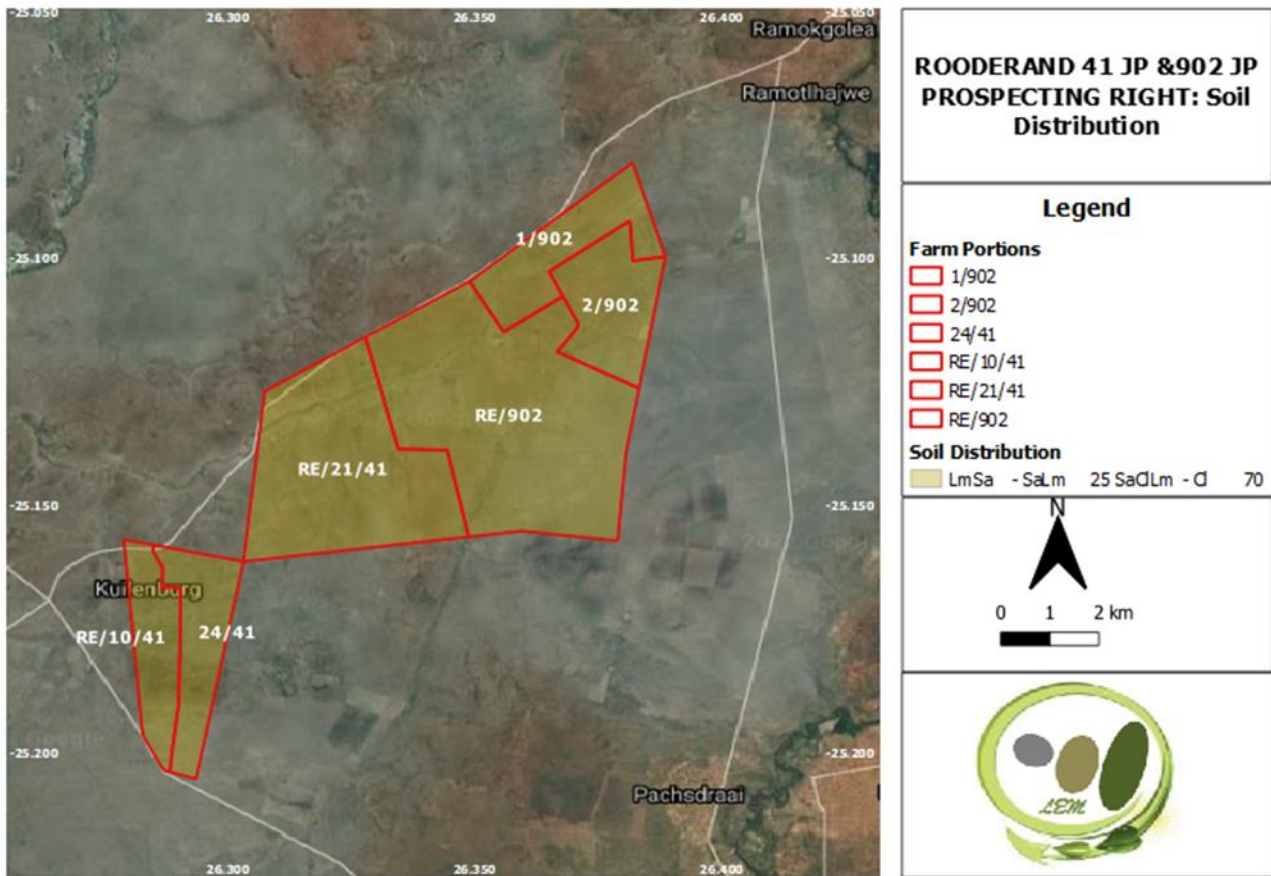 -25.050
26.300
26.350
26.400
-25.050
Ramokgolea
Ramotlhajwe
1/902
-25.100
-25.100
2/902
RE/902
RE/21/41
-25.150
-25.150
Kuilenburg
RE/10/41
24/41
-25.200
-25.200
Pachsdraai
26.300
26.350
26.400
ROODERAND 41 JP &902 JP
PROSPECTING RIGHT: Soil
Distribution
Legend
Farm Portions
1/902
2/902
24/41
RE/10/41
RE/21/41
RE/902
Soil Distribution
LmSa - SaLm 25 SaClLm - Cl 70
N
0 1 2 km
LEM